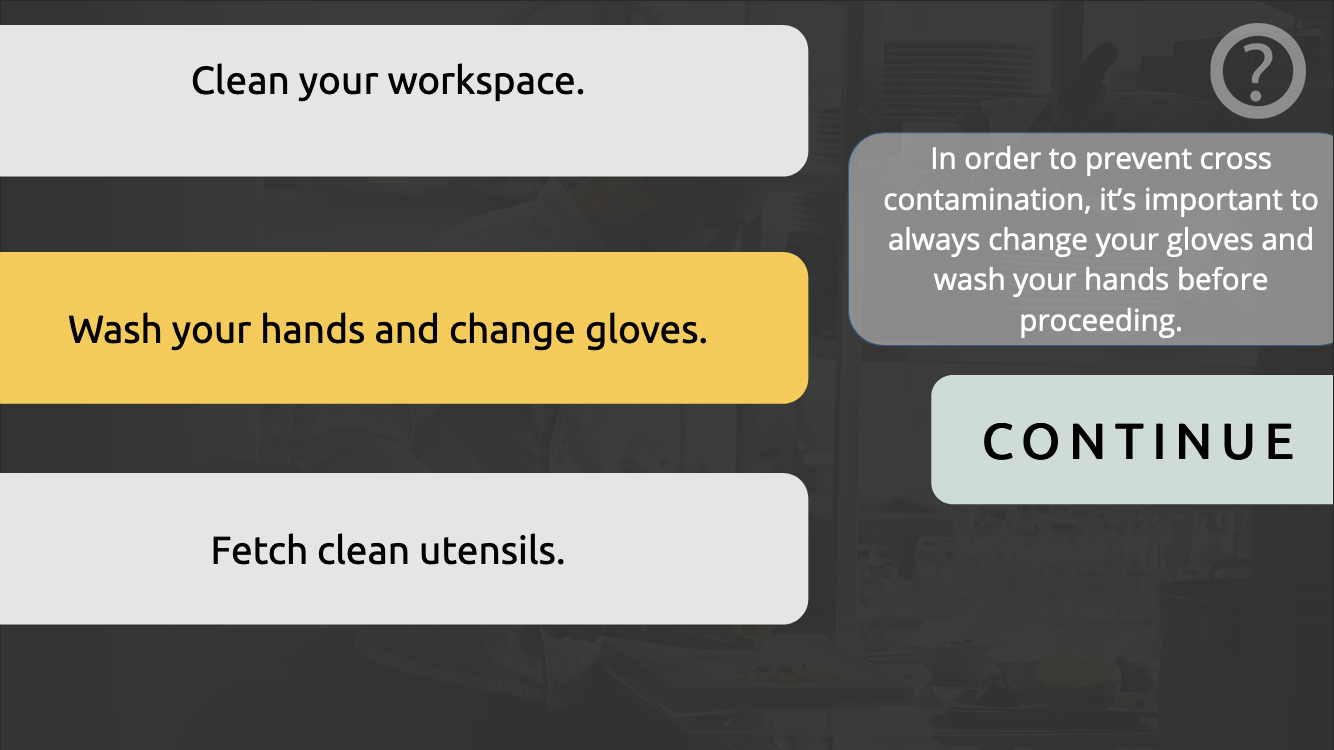 Clean your workspace.
?
In order to prevent cross
contamination, it’s important to
always change your gloves and
wash your hands before
proceeding.
Wash your hands and change gloves.
CONTINUE
Fetch clean utensils.